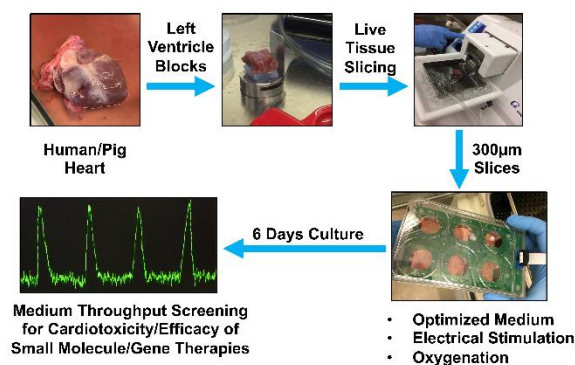 Left
Ventricle
Blocks
Live
Tissue
Slicing
Human/Pig
Heart
300µm
Slices
6 Days Culture
Medium Throughput Screening
for Cardiotoxicity/Efficacy of
Small Molecule/Gene Therapies
• Optimized Medium
• Electrical Stimulation
• Oxygenation